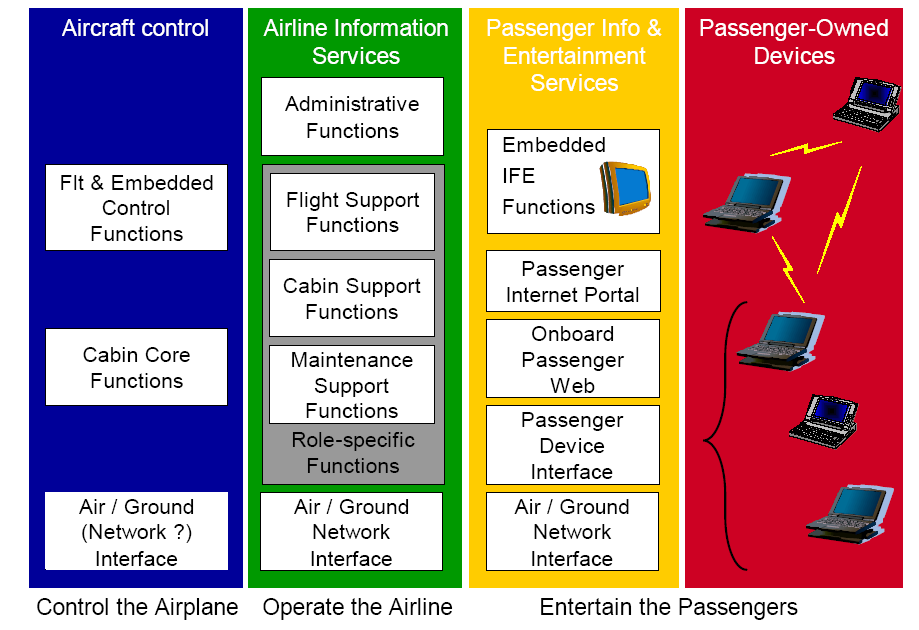 Aircraft control
Flt & Embedded
Control
Functions
Cabin Core
Functions
Air / Ground
(Network ?)
Interface
Control the Airplane
Airline Information
Services
Administrative
Functions
Flight Support
Functions
Cabin Support
Functions
Maintenance
Support
Functions
Role-specific
Functions
Air / Ground
Network
Interface
Operate the Airline
Passenger Info &
Entertainment
Services
Embedded
IFE
Functions
Passenger
Internet Portal
Onboard
Passenger
Web
Passenger
Device
Interface
Air / Ground
Network
Interface
Passenger-Owned
Devices
Entertain the Passengers